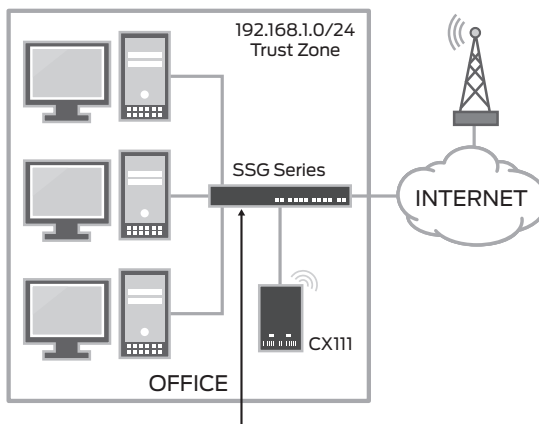 192.168.1.0/24
Trust Zone
SSG Series
INTERNET
CX111
OFFICE